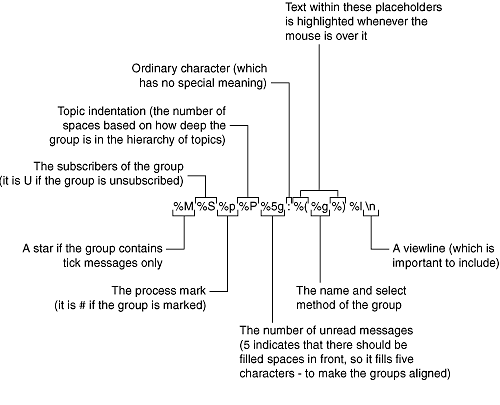 Text within these placeholders
is highlighted whenever the
mouse is over it
Ordinary character (which
has no special meaning)
Topic indentation (the number of
spaces based on how deep the
group is in the hierarchy of topics)
The subscribers of the group
(it is U if the group is unsubscribed)
%M %S %p %P %5g : %( %g %) %l \n
A star if the group contains
tick messages only
A viewline (which is
important to include)
The process mark
(it is # if the group is marked)
The name and select
method of the group
The number of unread messages
(5 indicates that there should be
filled spaces in front, so it fills five
characters - to make the groups aligned)